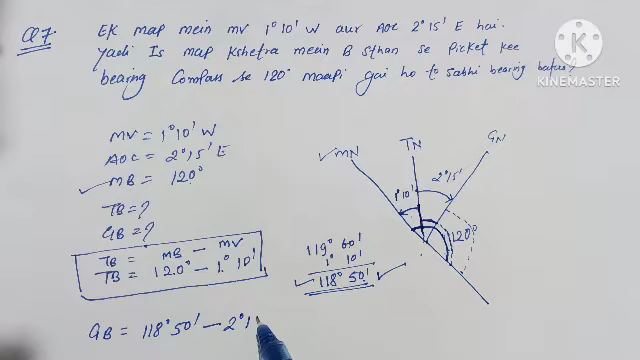 Q7 Ek map mein MV 1°10' W aur AOC 2°15' E hai.
Yadi Is map Kshetra mein B sthan se Picket kee
bearing Compass se 120° maapi gai ho to sabhi bearing batao?
KINEMASTER
MV = 1°10' W
AOC = 2°15' E
MB = 120°
TB = ?
GB = ?
TB = MB - MV
TB = 120° - 1° 10'
GB = 118° 50' - 2° 1
119° 60'
1° 10'
118° 50'
MN
TN
GN
1°10'
2°15'
120°